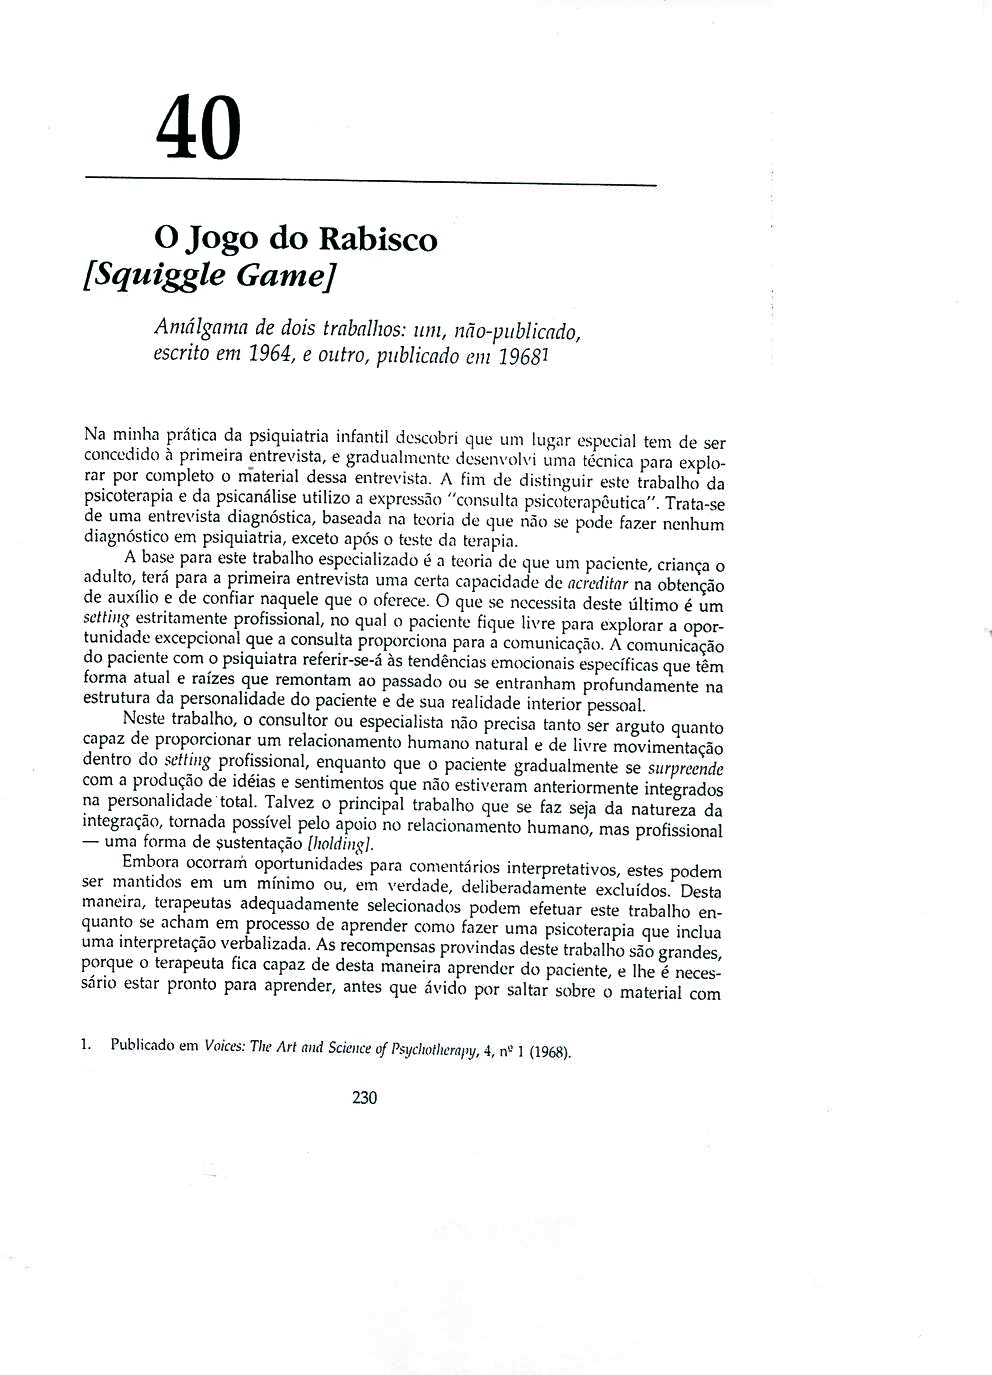 40
O Jogo do Rabisco
[Squiggle Game]
Amálgama de dois trabalhos: um, não-publicado,
escrito em 1964, e outro, publicado em 1968¹
Na minha prática da psiquiatria infantil descobri que um lugar especial tem de ser
concedido à primeira entrevista, e gradualmente desenvolvi uma técnica para explo-
rar por completo o material dessa entrevista. A fim de distinguir este trabalho da
psicoterapia e da psicanálise utilizo a expressão "consulta psicoterapêutica". Trata-se
de uma entrevista diagnóstica, baseada na teoria de que não se pode fazer nenhum
diagnóstico em psiquiatria, exceto após o teste da terapia.
A base para este trabalho especializado é a teoria de que um paciente, criança o
adulto, terá para a primeira entrevista uma certa capacidade de acreditar na obtenção
de auxílio e de confiar naquele que o oferece. O que se necessita deste último é um
setting estritamente profissional, no qual o paciente fique livre para explorar a opor-
tunidade excepcional que a consulta proporciona para a comunicação. A comunicação
do paciente com o psiquiatra referir-se-á às tendências emocionais específicas que têm
forma atual e raízes que remontam ao passado ou se entranham profundamente na
estrutura da personalidade do paciente e de sua realidade interior pessoal.
Neste trabalho, o consultor ou especialista não precisa tanto ser arguto quanto
capaz de proporcionar um relacionamento humano natural e de livre movimentação
dentro do setting profissional, enquanto que o paciente gradualmente se surpreende
com a produção de idéias e sentimentos que não estiveram anteriormente integrados
na personalidade total. Talvez o principal trabalho que se faz seja da natureza da
integração, tornada possível pelo apoio no relacionamento humano, mas profissional
— uma forma de sustentação [holding].
Embora ocorram oportunidades para comentários interpretativos, estes podem
ser mantidos em um mínimo ou, em verdade, deliberadamente excluídos. Desta
maneira, terapeutas adequadamente selecionados podem efetuar este trabalho en-
quanto se acham em processo de aprender como fazer uma psicoterapia que inclua
uma interpretação verbalizada. As recompensas provindas deste trabalho são grandes,
porque o terapeuta fica capaz de desta maneira aprender do paciente, e lhe é neces-
sário estar pronto para aprender, antes que ávido por saltar sobre o material com
1. Publicado em Voices: The Art and Science of Psychotherapy, 4, nº 1 (1968).
230